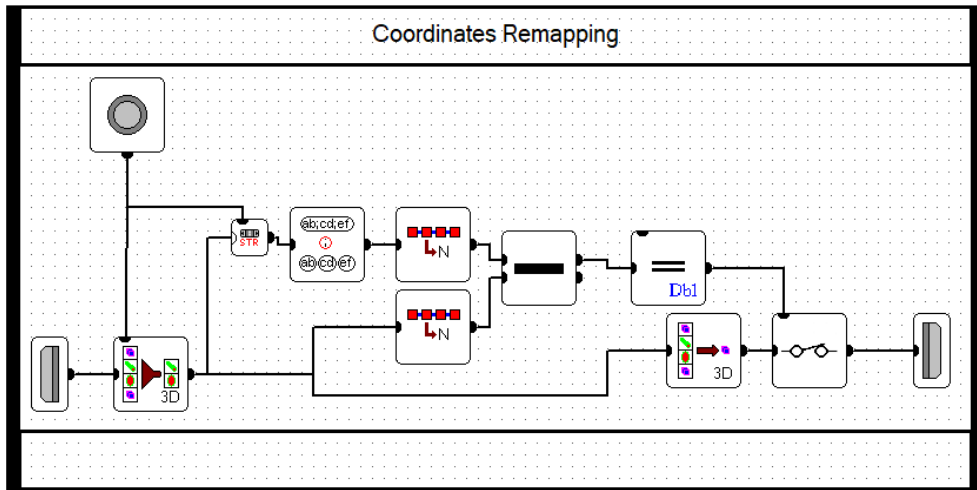 Coordinates Remapping
STR
ab;cd;ef
;
ab cd ef
N
N
Dbl
3D
3D